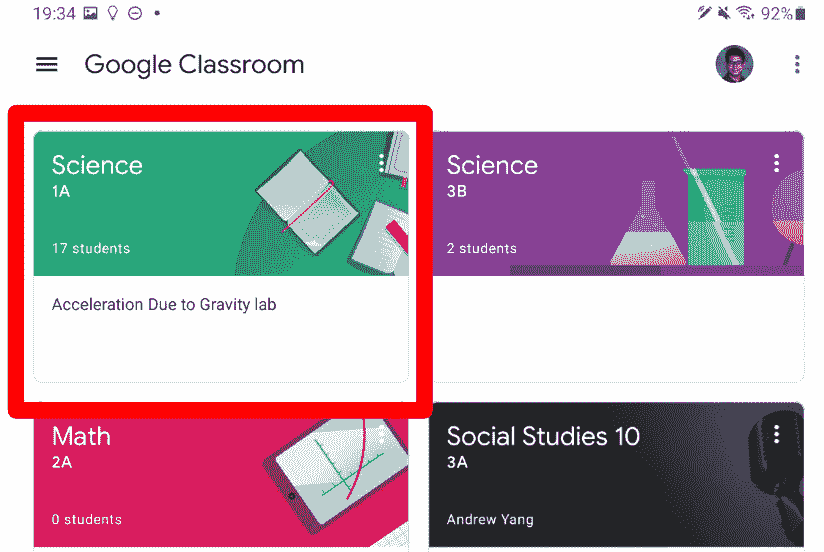 19:34 92%
Google Classroom
Science
1A
17 students
Acceleration Due to Gravity lab
Science
3B
2 students
Math
2A
0 students
Social Studies 10
3A
Andrew Yang